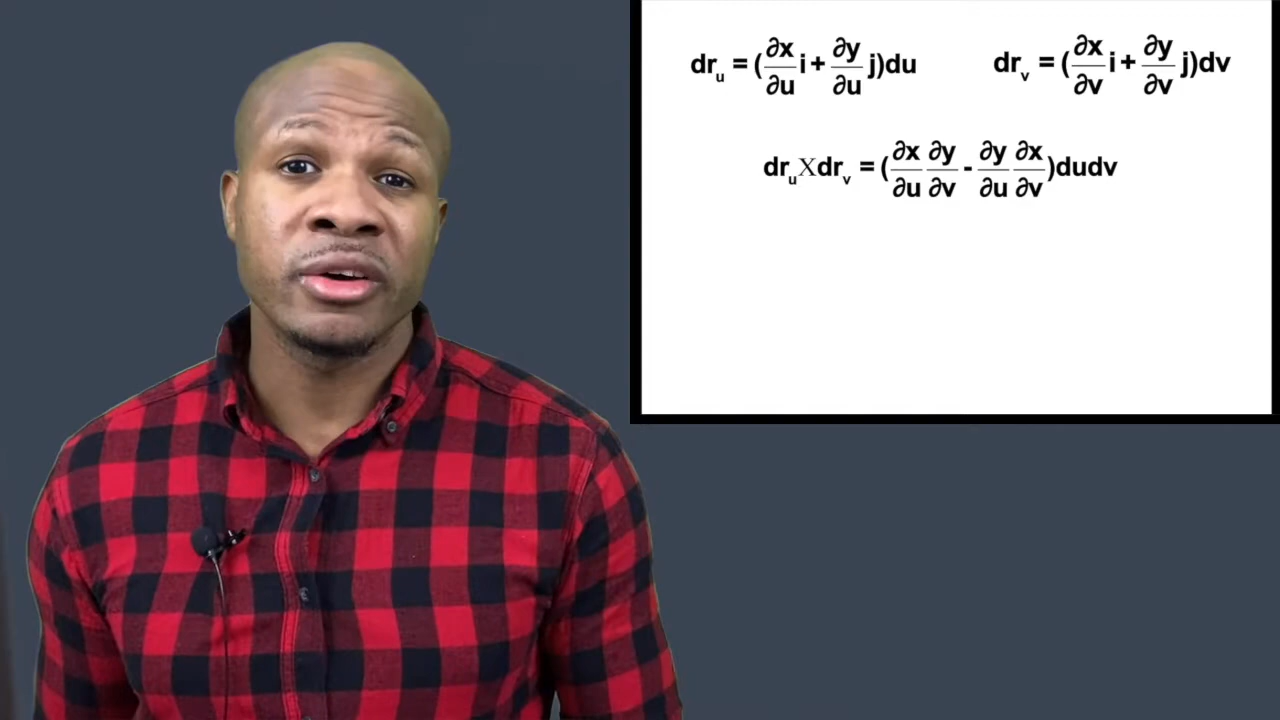 dr_u = (∂x/∂u i + ∂y/∂u j)du    dr_v = (∂x/∂v i + ∂y/∂v j)dv
dr_u X dr_v = (∂x/∂u ∂y/∂v - ∂y/∂u ∂x/∂v)dudv